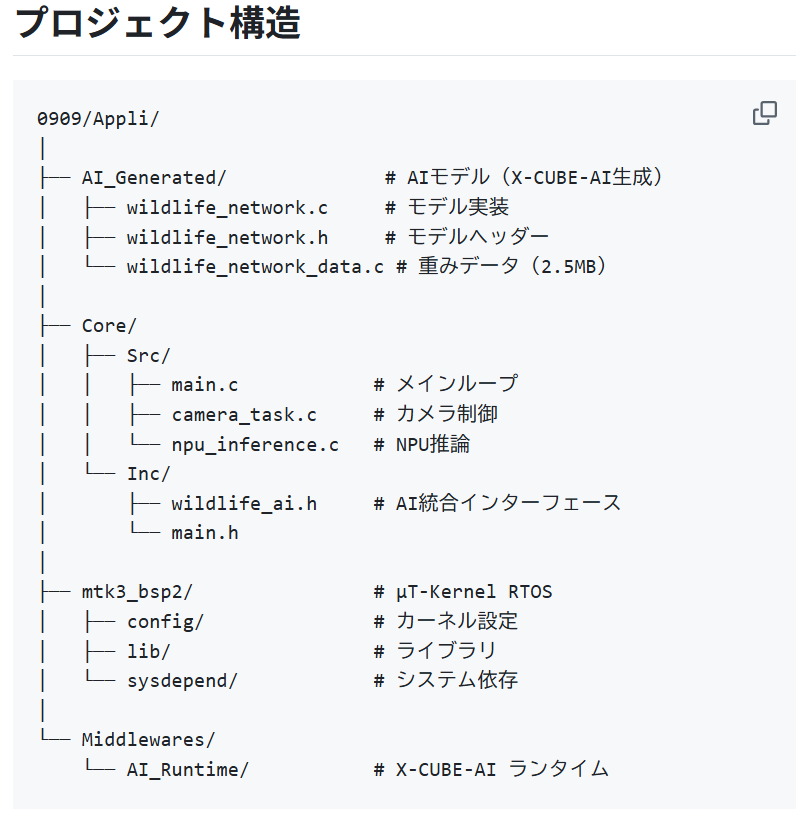 プロジェクト構造
0909/Appli/
│
├── AI_Generated/              # AIモデル（X-CUBE-AI生成）
│   ├── wildlife_network.c     # モデル実装
│   ├── wildlife_network.h     # モデルヘッダー
│   └── wildlife_network_data.c # 重みデータ（2.5MB）
│
├── Core/
│   ├── Src/
│   │   ├── main.c            # メインループ
│   │   ├── camera_task.c     # カメラ制御
│   │   └── npu_inference.c   # NPU推論
│   └── Inc/
│       ├── wildlife_ai.h     # AI統合インターフェース
│       └── main.h
│
├── mtk3_bsp2/                # μT-Kernel RTOS
│   ├── config/               # カーネル設定
│   ├── lib/                  # ライブラリ
│   └── sysdepend/            # システム依存
│
└── Middlewares/
    └── AI_Runtime/           # X-CUBE-AI ランタイム